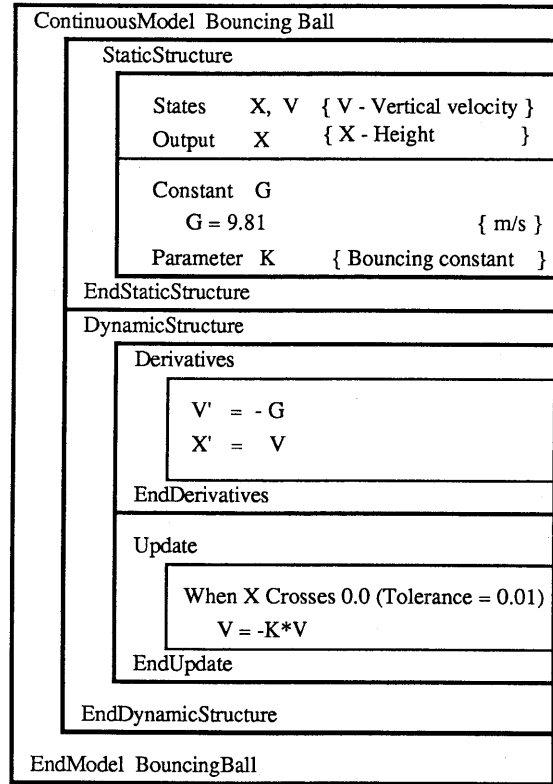 ContinuousModel Bouncing Ball
StaticStructure
States X, V { V - Vertical velocity }
Output X { X - Height }
Constant G
G = 9.81 { m/s }
Parameter K { Bouncing constant }
EndStaticStructure
DynamicStructure
Derivatives
V' = - G
X' = V
EndDerivatives
Update
When X Crosses 0.0 (Tolerance = 0.01)
V = -K*V
EndUpdate
EndDynamicStructure
EndModel BouncingBall